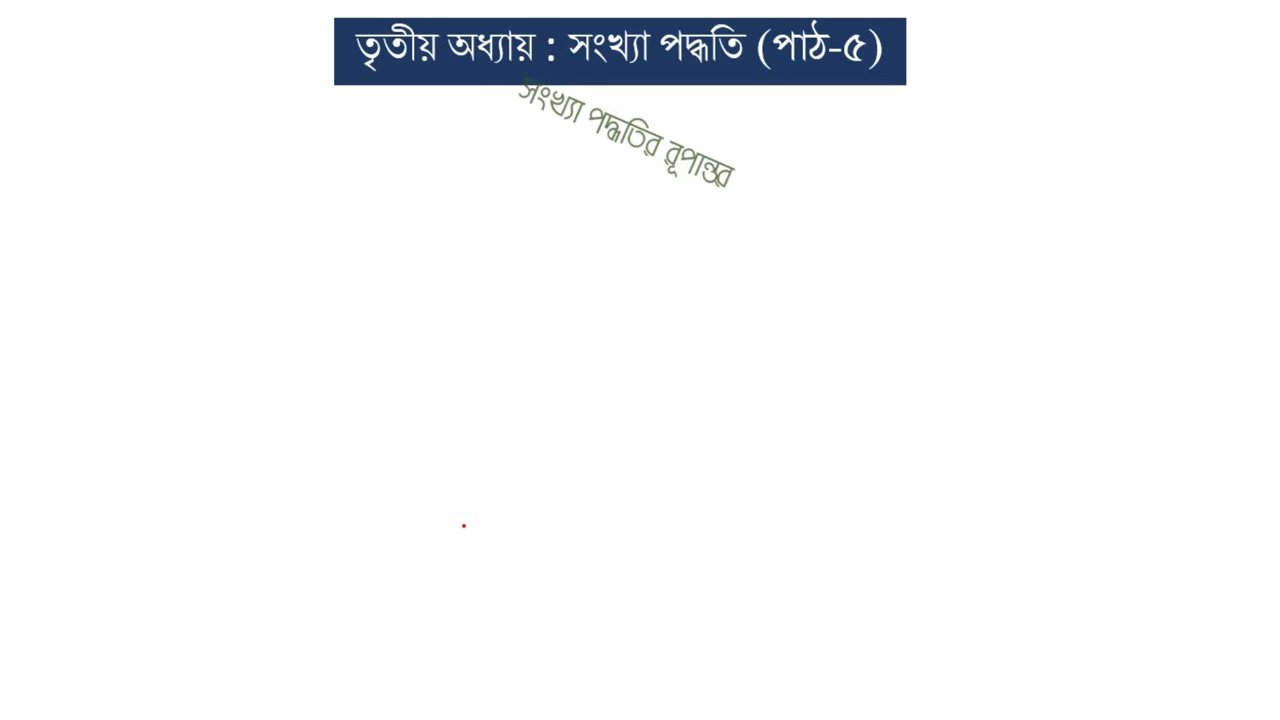 তৃতীয় অধ্যায় : সংখ্যা পদ্ধতি (পাঠ-৫)
সংখ্যা পদ্ধতির রূপান্তর